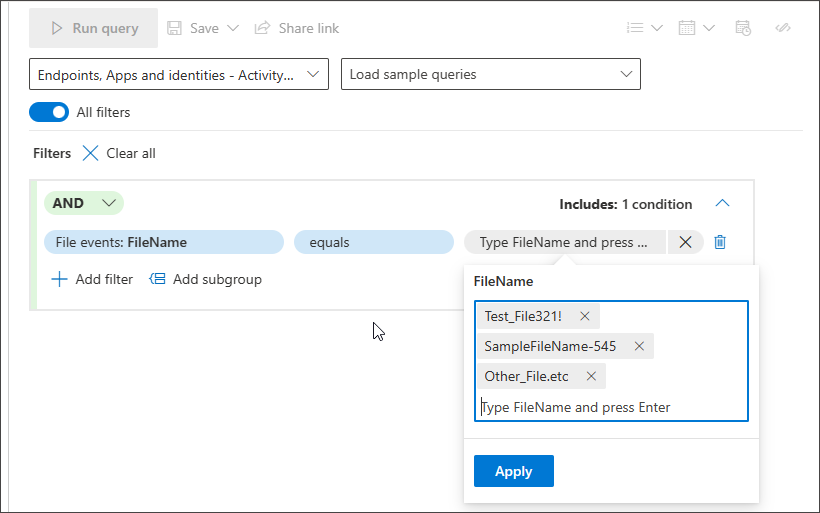 Run query Save Share link
Endpoints, Apps and identities - Activity... Load sample queries
All filters
Filters Clear all
AND Includes: 1 condition
File events: FileName equals Type FileName and press ...
Add filter Add subgroup
FileName
Test_File321!
SampleFileName-545
Other_File.etc
Type FileName and press Enter
Apply